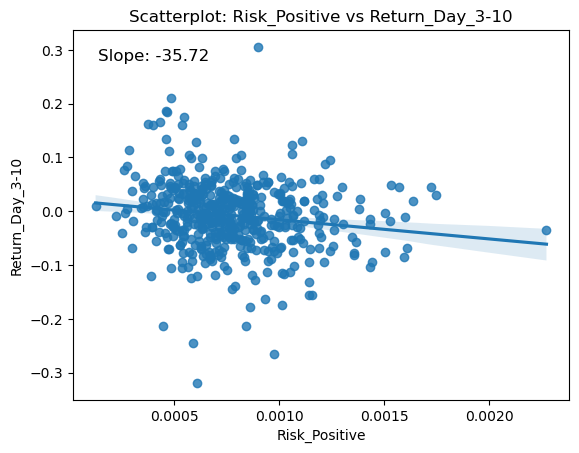 Scatterplot: Risk_Positive vs Return_Day_3-10
Slope: -35.72
0.3
0.2
0.1
0.0
−0.1
−0.2
−0.3
Return_Day_3-10
0.0005
0.0010
0.0015
0.0020
Risk_Positive